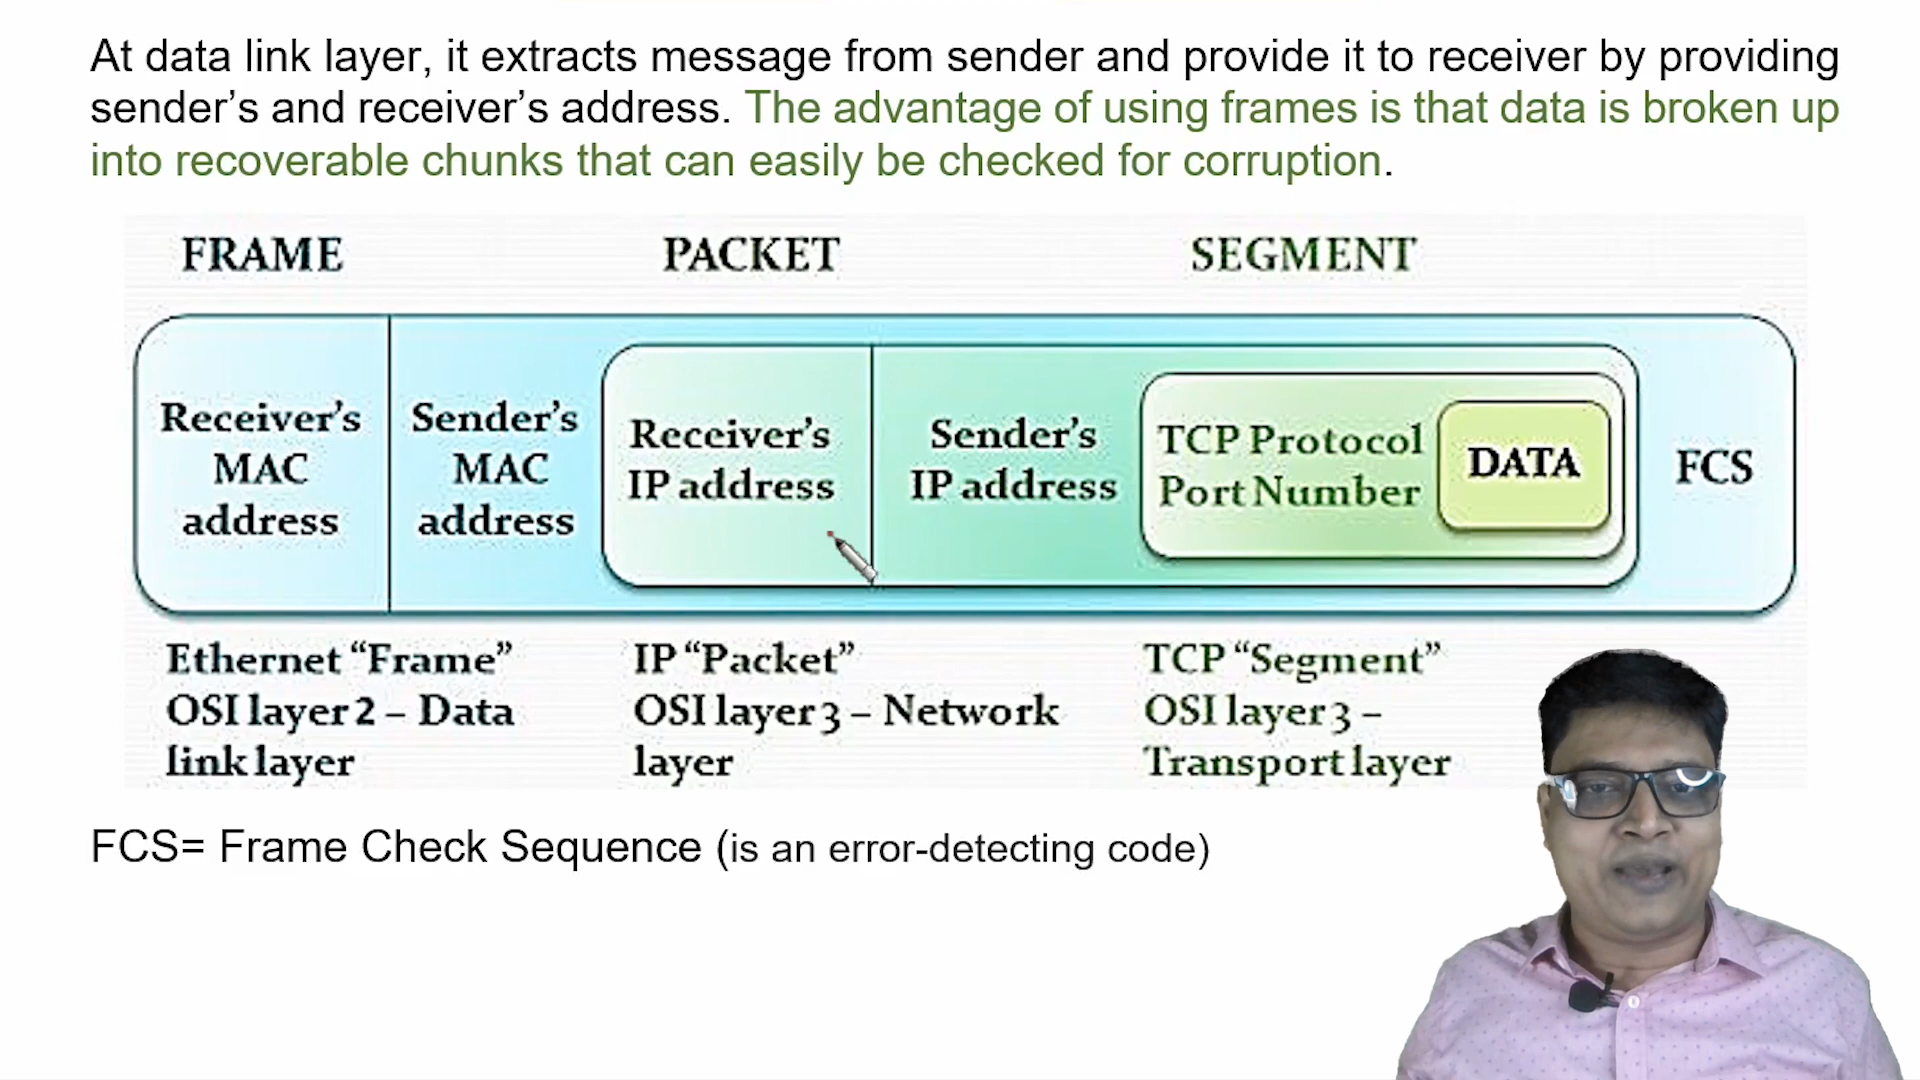 At data link layer, it extracts message from sender and provide it to receiver by providing
sender’s and receiver’s address. The advantage of using frames is that data is broken up
into recoverable chunks that can easily be checked for corruption.
FRAME
PACKET
SEGMENT
Receiver’s
MAC
address
Sender’s
MAC
address
Receiver’s
IP address
Sender’s
IP address
TCP Protocol
Port Number
DATA
FCS
Ethernet “Frame”
OSI layer 2 – Data
link layer
IP “Packet”
OSI layer 3 – Network
layer
TCP “Segment”
OSI layer 3 –
Transport layer
FCS= Frame Check Sequence (is an error-detecting code)